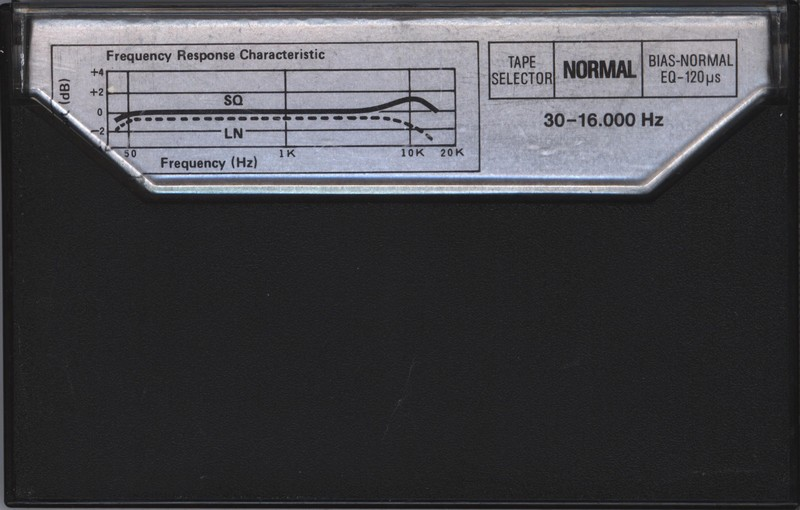 Frequency Response Characteristic
(dB)
+4
+2
0
−2
SQ
LN
50
1K
10K
20K
Frequency (Hz)
TAPE
SELECTOR
NORMAL
BIAS-NORMAL
EQ-120µs
30-16.000 Hz